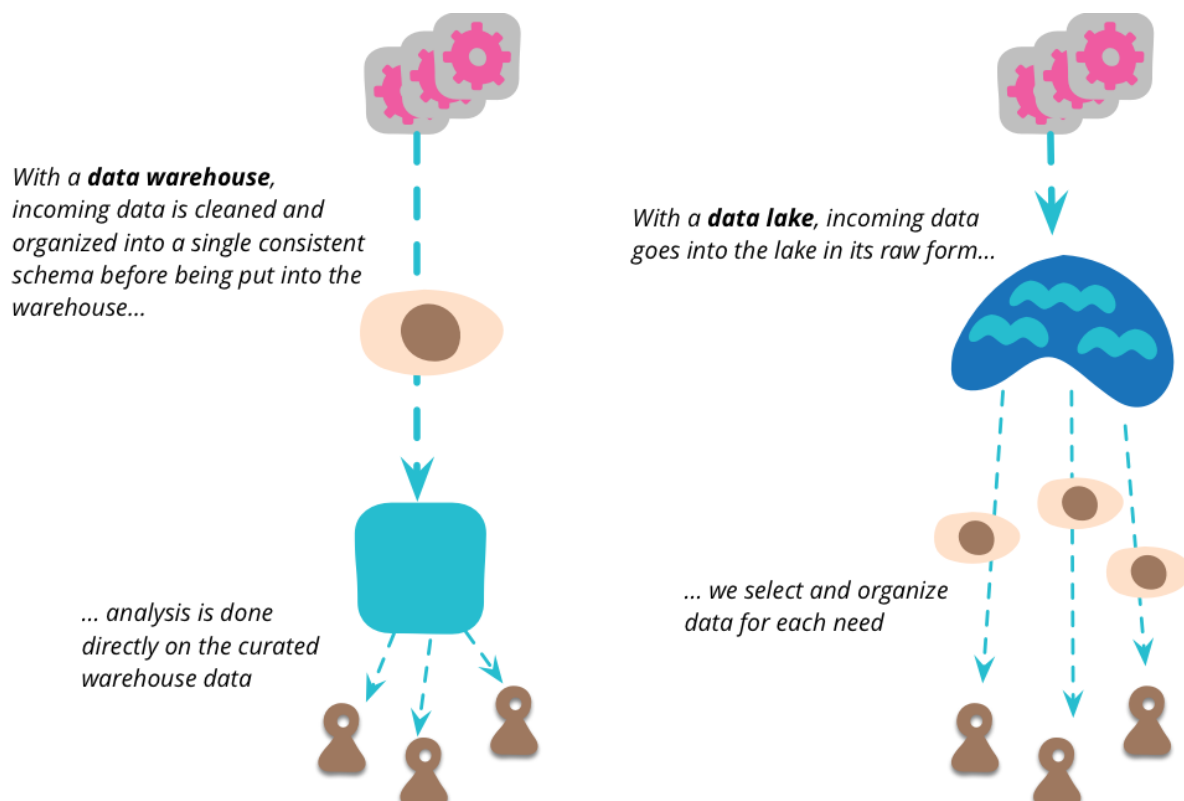 With a data warehouse,
incoming data is cleaned and
organized into a single consistent
schema before being put into the
warehouse...
... analysis is done
directly on the curated
warehouse data
With a data lake, incoming data
goes into the lake in its raw form...
... we select and organize
data for each need